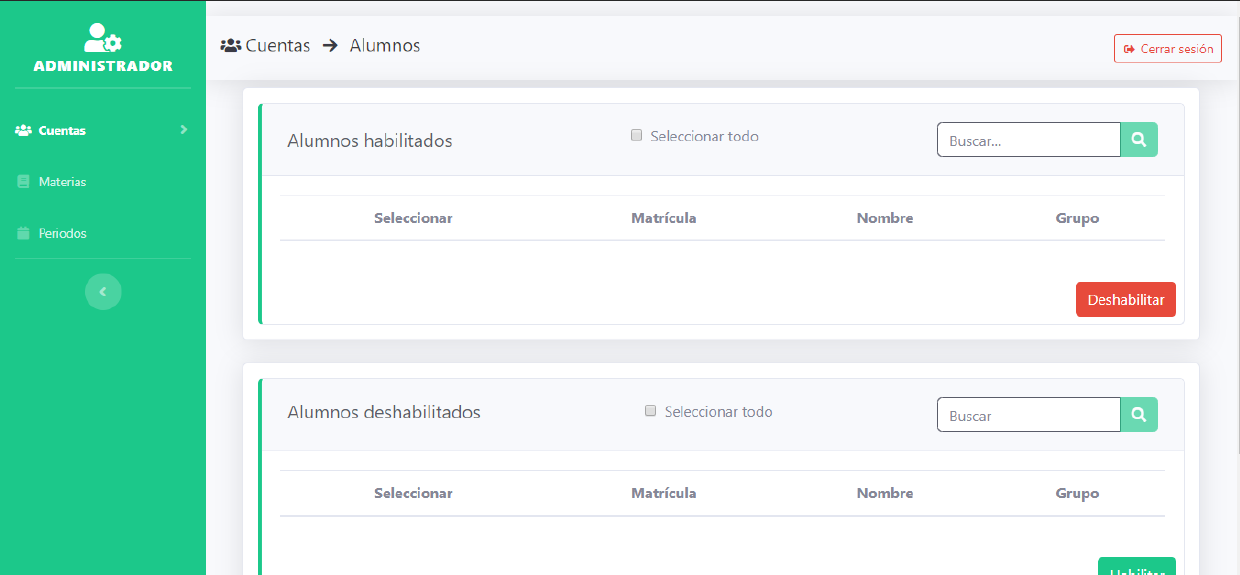 ADMINISTRADOR
Cuentas
Materias
Periodos
Cuentas → Alumnos
Cerrar sesión
Alumnos habilitados
Seleccionar todo
Buscar...
Seleccionar Matrícula Nombre Grupo
Deshabilitar
Alumnos deshabilitados
Seleccionar todo
Buscar
Seleccionar Matrícula Nombre Grupo
Habilitar